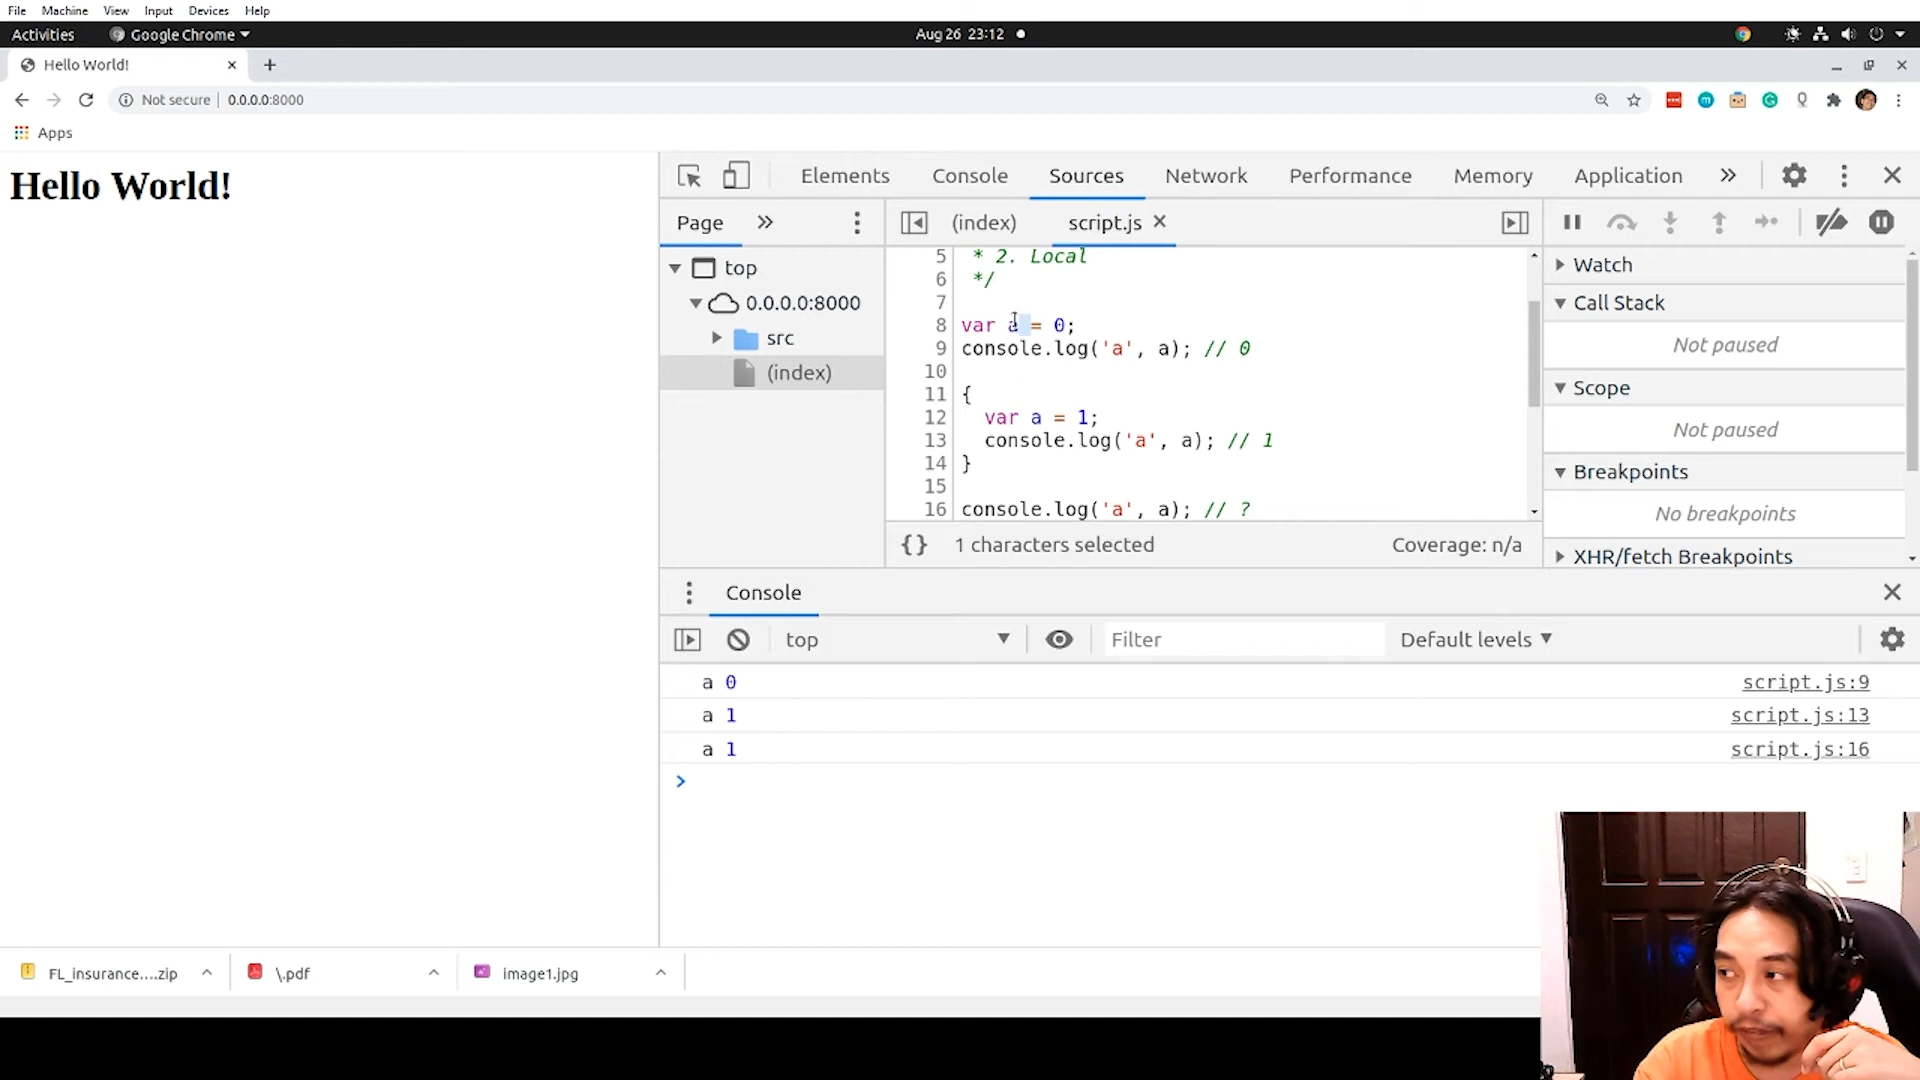 File Machine View Input Devices Help
Activities Google Chrome Aug 26 23:12
Hello World!
Not secure 0.0.0.0:8000
Apps
Hello World!
Elements Console Sources Network Performance Memory Application
Page (index) script.js
top
0.0.0.0:8000
src
(index)
5 * 2. Local
6 */
7
8 var a = 0;
9 console.log('a', a); // 0
10
11 {
12 var a = 1;
13 console.log('a', a); // 1
14 }
15
16 console.log('a', a); // ?
{} 1 characters selected Coverage: n/a
Watch
Call Stack
Not paused
Scope
Not paused
Breakpoints
No breakpoints
XHR/fetch Breakpoints
Console
top Filter Default levels
a 0 script.js:9
a 1 script.js:13
a 1 script.js:16
>
FL_insurance....zip \.pdf image1.jpg